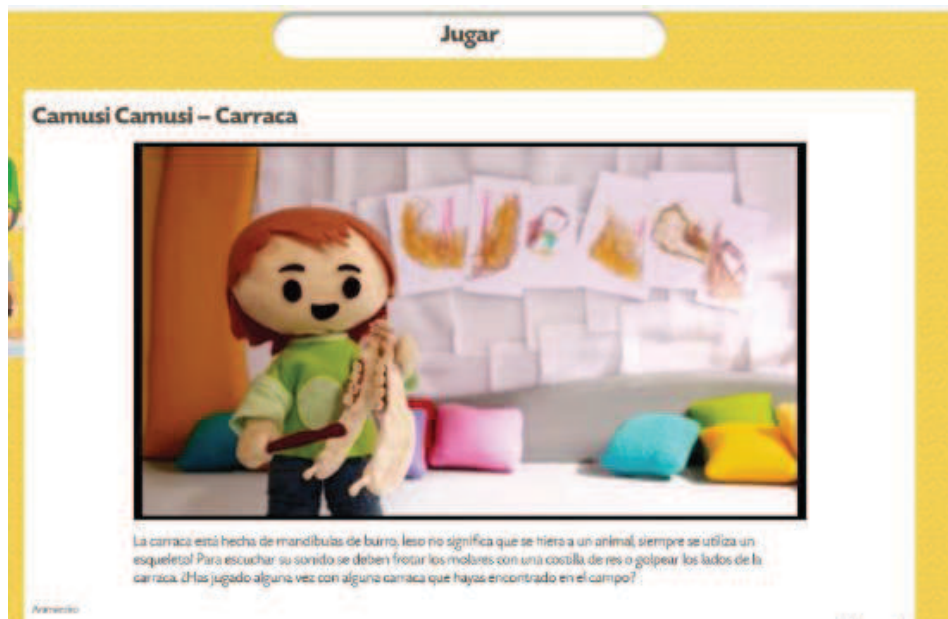 Jugar
Camusi Camusi – Carraca
La carraca está hecha de mandíbulas de burro, ¡eso no significa que se hiera a un animal, siempre se utiliza un
esqueleto! Para escuchar su sonido se deben frotar los molares con una costilla de res o golpear los lados de la
carraca. ¿Has jugado alguna vez con alguna carraca que hayas encontrado en el campo?